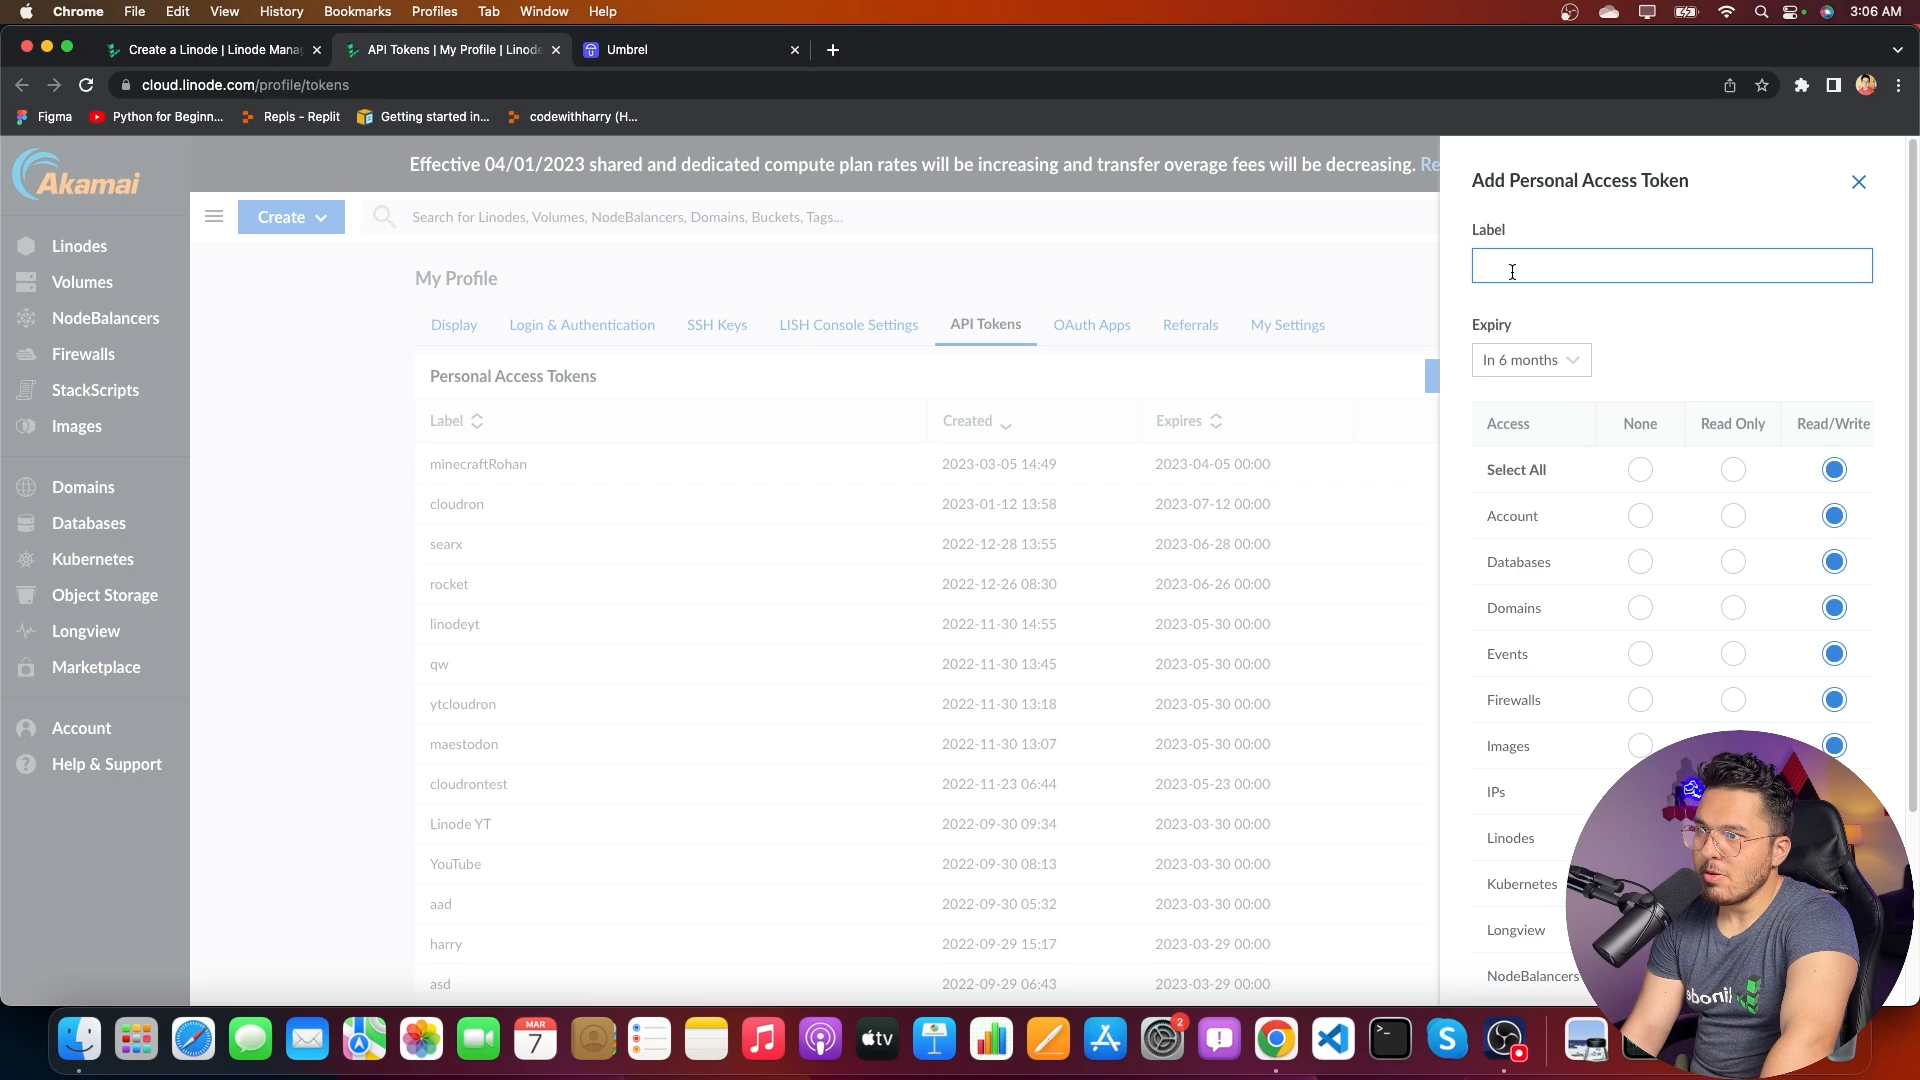 Chrome File Edit View History Bookmarks Profiles Tab Window Help 3:06 AM
Create a Linode | Linode Mana API Tokens | My Profile | Linode Umbrel
cloud.linode.com/profile/tokens
Figma Python for Beginn... Repls - Replit Getting started in... codewithharry (H...
Akamai
Effective 04/01/2023 shared and dedicated compute plan rates will be increasing and transfer overage fees will be decreasing. Re
Create
Search for Linodes, Volumes, NodeBalancers, Domains, Buckets, Tags...
Linodes
Volumes
NodeBalancers
Firewalls
StackScripts
Images
Domains
Databases
Kubernetes
Object Storage
Longview
Marketplace
Account
Help & Support
My Profile
Display Login & Authentication SSH Keys LISH Console Settings API Tokens OAuth Apps Referrals My Settings
Personal Access Tokens
Label Created Expires
minecraftRohan 2023-03-05 14:49 2023-04-05 00:00
cloudron 2023-01-12 13:58 2023-07-12 00:00
searx 2022-12-28 13:55 2023-06-28 00:00
rocket 2022-12-26 08:30 2023-06-26 00:00
linodeyt 2022-11-30 14:55 2023-05-30 00:00
qw 2022-11-30 13:45 2023-05-30 00:00
ytcloudron 2022-11-30 13:18 2023-05-30 00:00
maestodon 2022-11-30 13:07 2023-05-30 00:00
cloudrontest 2022-11-23 06:44 2023-05-23 00:00
Linode YT 2022-09-30 09:34 2023-03-30 00:00
YouTube 2022-09-30 08:13 2023-03-30 00:00
aad 2022-09-30 05:32 2023-03-30 00:00
harry 2022-09-29 15:17 2023-03-29 00:00
asd 2022-09-29 06:43 2023-03-29 00:00
Add Personal Access Token
Label
Expiry
In 6 months
Access None Read Only Read/Write
Select All
Account
Databases
Domains
Events
Firewalls
Images
IPs
Linodes
Kubernetes
Longview
NodeBalancers
MAR
7
tv
2